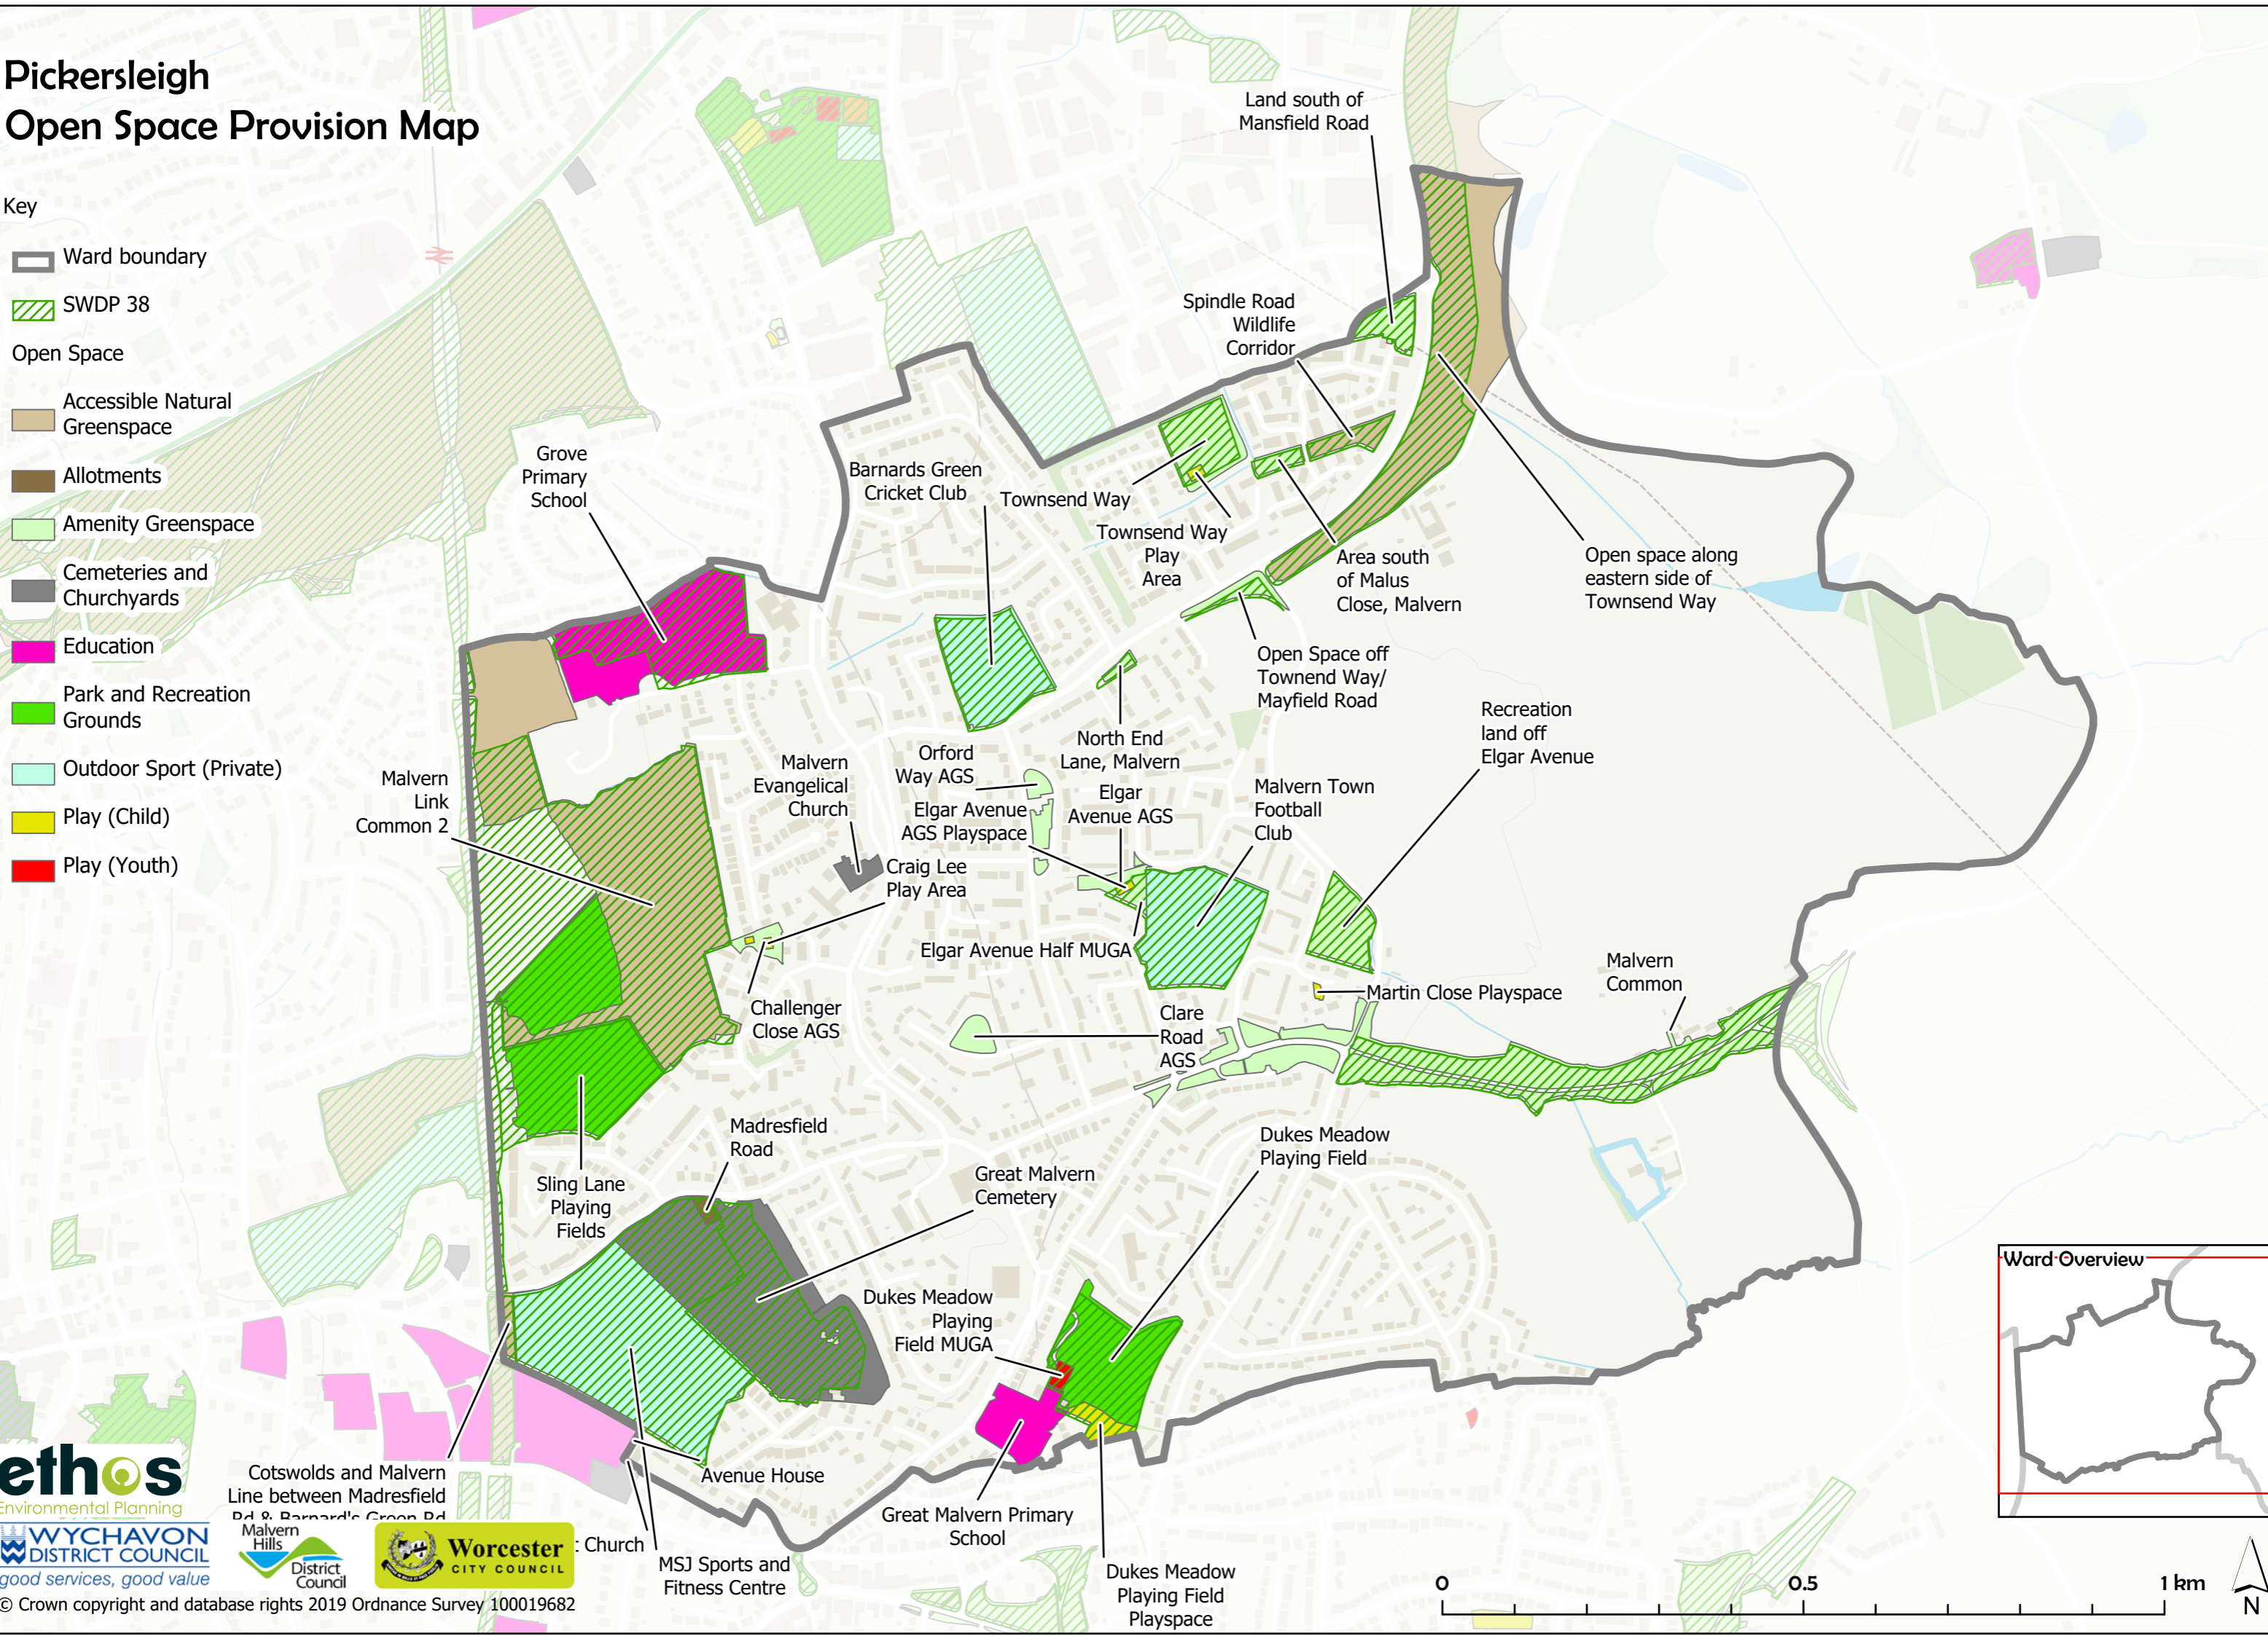 Pickersleigh
Open Space Provision Map
Key
Ward boundary
SWDP 38
Open Space
Accessible Natural
Greenspace
Allotments
Amenity Greenspace
Cemeteries and
Churchyards
Education
Park and Recreation
Grounds
Outdoor Sport (Private)
Play (Child)
Play (Youth)
Land south of
Mansfield Road
Spindle Road
Wildlife
Corridor
Grove
Primary
School
Barnards Green
Cricket Club
Townsend Way
Townsend Way
Play
Area
Area south
of Malus
Close, Malvern
Open space along
eastern side of
Townsend Way
Open Space off
Townend Way/
Mayfield Road
North End
Lane, Malvern
Recreation
land off
Elgar Avenue
Malvern
Link
Common 2
Malvern
Evangelical
Church
Orford
Way AGS
Elgar Avenue
AGS Playspace
Elgar
Avenue AGS
Malvern Town
Football
Club
Craig Lee
Play Area
Elgar Avenue Half MUGA
Challenger
Close AGS
Martin Close Playspace
Malvern
Common
Clare
Road
AGS
Madresfield
Road
Sling Lane
Playing
Fields
Great Malvern
Cemetery
Dukes Meadow
Playing Field
Dukes Meadow
Playing
Field MUGA
Ward Overview
Avenue House
Great Malvern Primary
School
Dukes Meadow
Playing Field
Playspace
MSJ Sports and
Fitness Centre
Church
Cotswolds and Malvern
Line between Madresfield
Rd & Barnard's Green Rd
ethos
Environmental Planning
WYCHAVON
DISTRICT COUNCIL
good services, good value
Malvern
Hills
District
Council
Worcester
CITY COUNCIL
© Crown copyright and database rights 2019 Ordnance Survey 100019682
0 0.5 1 km
N